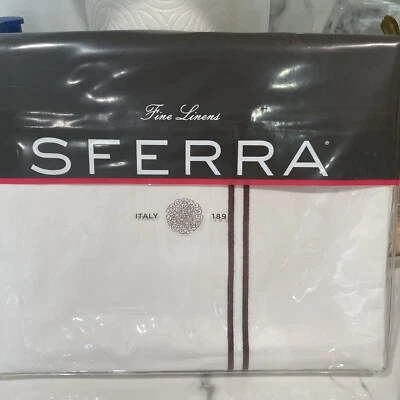 Fine Linens
SFERRA®
ITALY 189